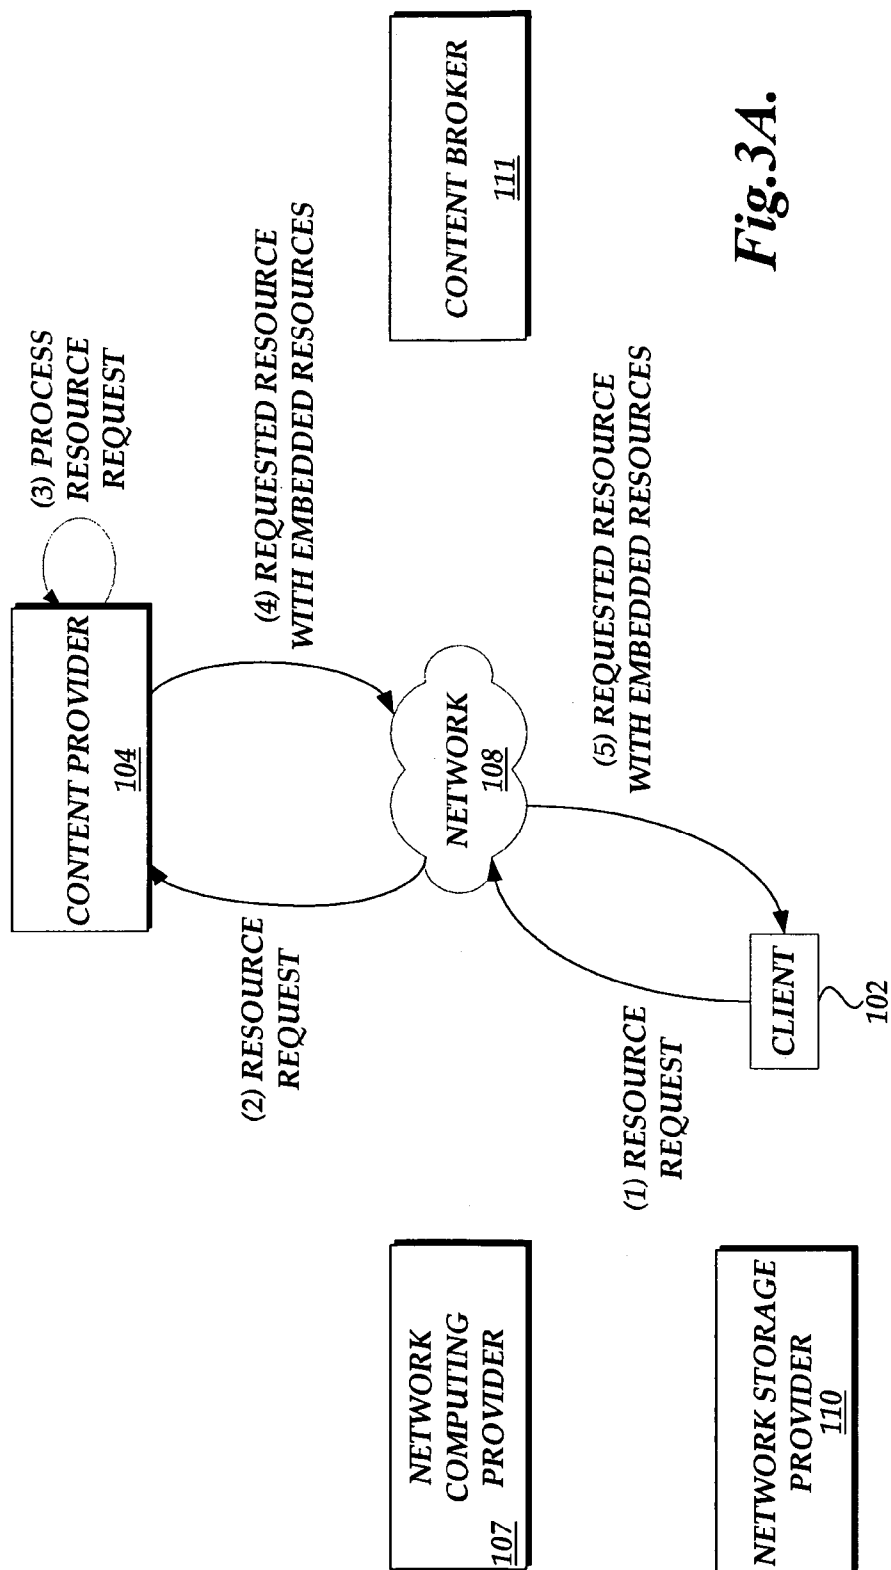 CONTENT PROVIDER
104
(3) PROCESS
RESOURCE
REQUEST
(2) RESOURCE
REQUEST
(4) REQUESTED RESOURCE
WITH EMBEDDED RESOURCES
NETWORK
COMPUTING
PROVIDER
107
NETWORK
108
CONTENT BROKER
111
(1) RESOURCE
REQUEST
(5) REQUESTED RESOURCE
WITH EMBEDDED RESOURCES
NETWORK STORAGE
PROVIDER
110
CLIENT
102
Fig.3A.